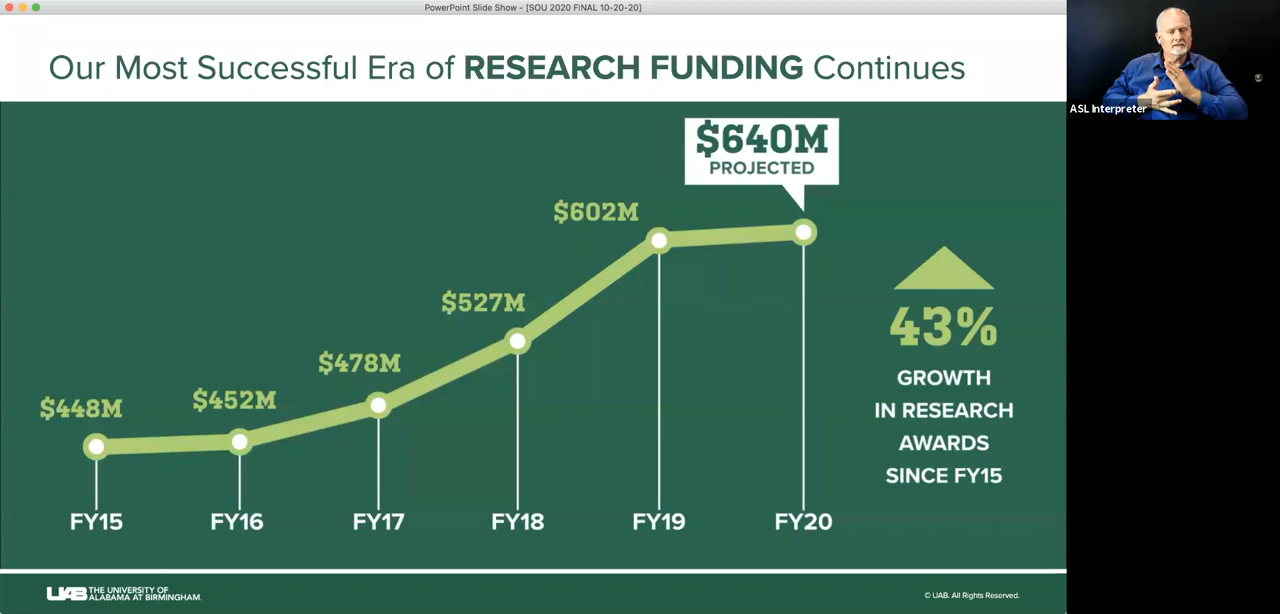 PowerPoint Slide Show - [SOU 2020 FINAL 10-20-20]
Our Most Successful Era of RESEARCH FUNDING Continues
ASL Interpreter
$640M
PROJECTED
$602M
$527M
$478M
$452M
$448M
43%
GROWTH
IN RESEARCH
AWARDS
SINCE FY15
FY15 FY16 FY17 FY18 FY19 FY20
UAB THE UNIVERSITY OF
ALABAMA AT BIRMINGHAM.
© UAB. All Rights Reserved.